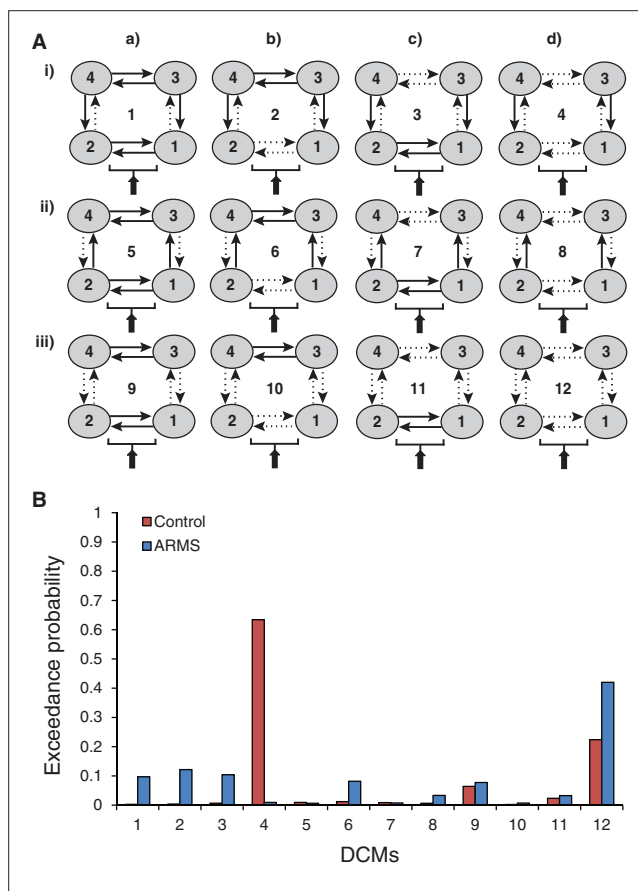 A
a) b) c) d)
i)
4 3 4 3 4 3 4 3
1 2 3 4
2 1 2 1 2 1 2 1
ii)
4 3 4 3 4 3 4 3
5 6 7 8
2 1 2 1 2 1 2 1
iii)
4 3 4 3 4 3 4 3
9 10 11 12
2 1 2 1 2 1 2 1
B
Control
ARMS
Exceedance probability
1
0.9
0.8
0.7
0.6
0.5
0.4
0.3
0.2
0.1
0
1 2 3 4 5 6 7 8 9 10 11 12
DCMs